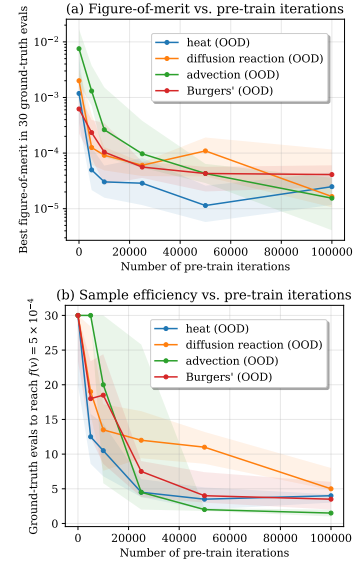 (a) Figure-of-merit vs. pre-train iterations
Best figure-of-merit in 30 ground-truth evals
10⁻²
10⁻³
10⁻⁴
10⁻⁵
heat (OOD)
diffusion reaction (OOD)
advection (OOD)
Burgers' (OOD)
0 20000 40000 60000 80000 100000
Number of pre-train iterations
(b) Sample efficiency vs. pre-train iterations
Ground-truth evals to reach f(v) = 5 × 10⁻⁴
30
25
20
15
10
5
0
heat (OOD)
diffusion reaction (OOD)
advection (OOD)
Burgers' (OOD)
0 20000 40000 60000 80000 100000
Number of pre-train iterations